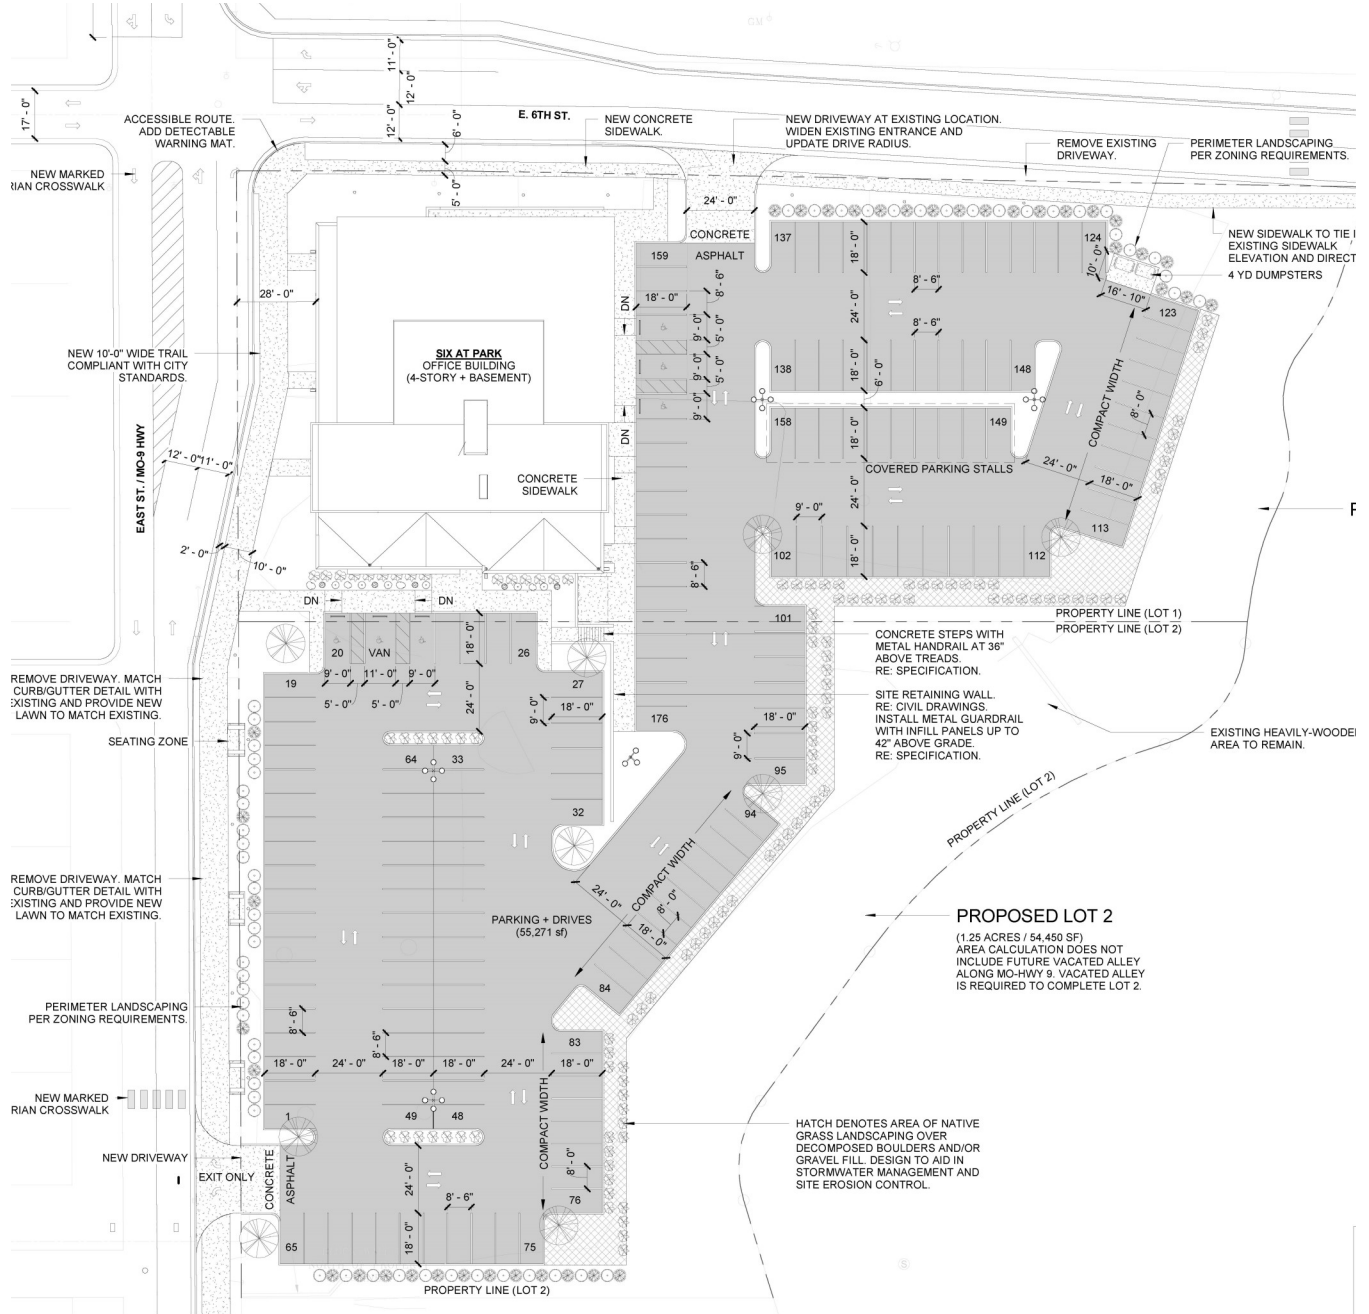 GM
11' - 0"
12' - 0"
12' - 0"
6' - 0"
5' - 0"
17' - 0"
E. 6TH ST.
ACCESSIBLE ROUTE.
ADD DETECTABLE
WARNING MAT.
NEW CONCRETE
SIDEWALK.
NEW DRIVEWAY AT EXISTING LOCATION.
WIDEN EXISTING ENTRANCE AND
UPDATE DRIVE RADIUS.
REMOVE EXISTING
DRIVEWAY.
PERIMETER LANDSCAPING
PER ZONING REQUIREMENTS.
NEW MARKED
RIAN CROSSWALK
24' - 0"
CONCRETE
ASPHALT
137
18' - 0"
124
10' - 0"
NEW SIDEWALK TO TIE I
EXISTING SIDEWALK
ELEVATION AND DIRECT
4 YD DUMPSTERS
159
8' - 6"
18' - 0"
8' - 6"
16' - 10"
123
28' - 0"
DN
9' - 0"
5' - 0"
24' - 0"
8' - 6"
NEW 10'-0" WIDE TRAIL
COMPLIANT WITH CITY
STANDARDS.
SIX AT PARK
OFFICE BUILDING
(4-STORY + BASEMENT)
9' - 0"
5' - 0"
138
18' - 0"
6' - 0"
148
COMPACT WIDTH
8' - 0"
9' - 0"
DN
158
18' - 0"
149
EAST ST. / MO-9 HWY
12' - 0"
11' - 0"
CONCRETE
SIDEWALK
COVERED PARKING STALLS
24' - 0"
18' - 0"
24' - 0"
9' - 0"
113
2' - 0"
10' - 0"
102
18' - 0"
112
8' - 6"
DN
DN
PROPERTY LINE (LOT 1)
PROPERTY LINE (LOT 2)
101
20
VAN
26
18' - 0"
CONCRETE STEPS WITH
METAL HANDRAIL AT 36"
ABOVE TREADS.
RE: SPECIFICATION.
REMOVE DRIVEWAY. MATCH
CURB/GUTTER DETAIL WITH
EXISTING AND PROVIDE NEW
LAWN TO MATCH EXISTING.
19
9' - 0"
11' - 0"
9' - 0"
5' - 0"
5' - 0"
24' - 0"
27
9' - 0"
18' - 0"
176
18' - 0"
SITE RETAINING WALL.
RE: CIVIL DRAWINGS.
INSTALL METAL GUARDRAIL
WITH INFILL PANELS UP TO
42" ABOVE GRADE.
RE: SPECIFICATION.
SEATING ZONE
EXISTING HEAVILY-WOODE
AREA TO REMAIN.
64
33
9' - 0"
95
PROPERTY LINE (LOT 2)
32
94
REMOVE DRIVEWAY. MATCH
CURB/GUTTER DETAIL WITH
EXISTING AND PROVIDE NEW
LAWN TO MATCH EXISTING.
24' - 0"
COMPACT WIDTH
8' - 0"
18' - 0"
PARKING + DRIVES
(55,271 sf)
PROPOSED LOT 2
(1.25 ACRES / 54,450 SF)
AREA CALCULATION DOES NOT
INCLUDE FUTURE VACATED ALLEY
ALONG MO-HWY 9. VACATED ALLEY
IS REQUIRED TO COMPLETE LOT 2.
84
PERIMETER LANDSCAPING
PER ZONING REQUIREMENTS.
8' - 6"
8' - 6"
83
18' - 0"
24' - 0"
18' - 0"
18' - 0"
24' - 0"
18' - 0"
NEW MARKED
RIAN CROSSWALK
1
49
48
COMPACT WIDTH
HATCH DENOTES AREA OF NATIVE
GRASS LANDSCAPING OVER
DECOMPOSED BOULDERS AND/OR
GRAVEL FILL. DESIGN TO AID IN
STORMWATER MANAGEMENT AND
SITE EROSION CONTROL.
NEW DRIVEWAY
EXIT ONLY
CONCRETE
ASPHALT
24' - 0"
8' - 6"
8' - 0"
76
65
18' - 0"
75
PROPERTY LINE (LOT 2)